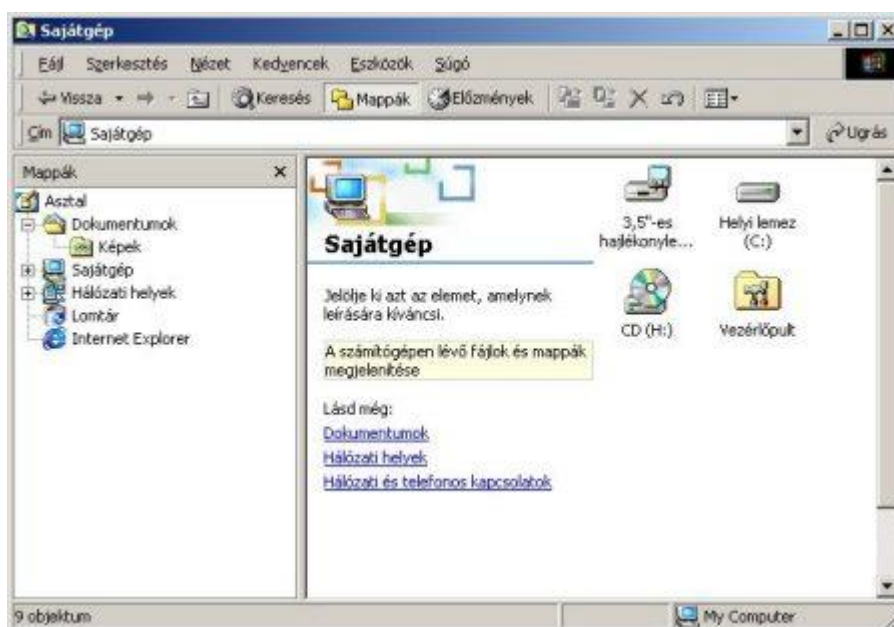 Sajátgép
Fájl Szerkesztés Nézet Kedvencek Eszközök Súgó
Vissza Keresés Mappák Előzmények
Cím Sajátgép Ugrás
Mappák
Asztal
Dokumentumok
Képek
Sajátgép
Hálózati helyek
Lomtár
Internet Explorer
Sajátgép
Jelölje ki azt az elemet, amelynek
leírására kíváncsi.
A számítógépen lévő fájlok és mappák
megjelenítése
Lásd még:
Dokumentumok
Hálózati helyek
Hálózati és telefonos kapcsolatok
3,5"-es
hajlékonyle...
Helyi lemez
(C:)
CD (H:)
Vezérlőpult
9 objektum
My Computer